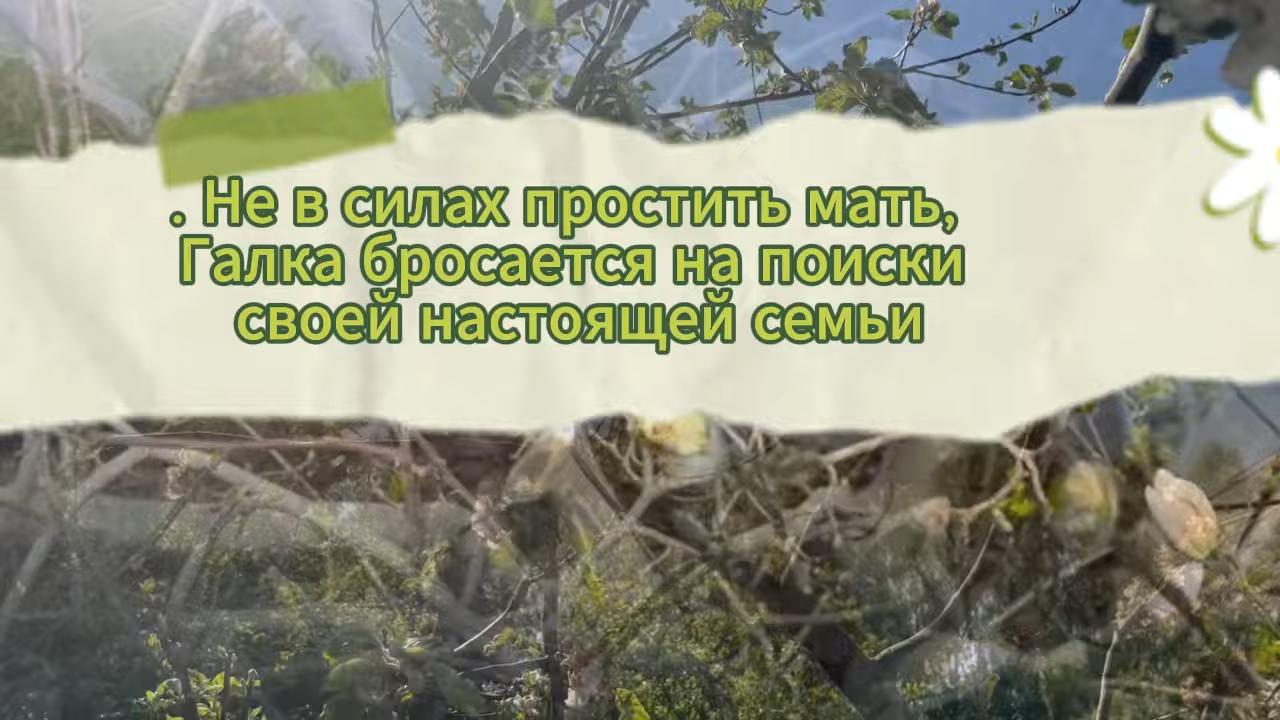 . Не в силах простить мать,
Галка бросается на поиски
своей настоящей семьи